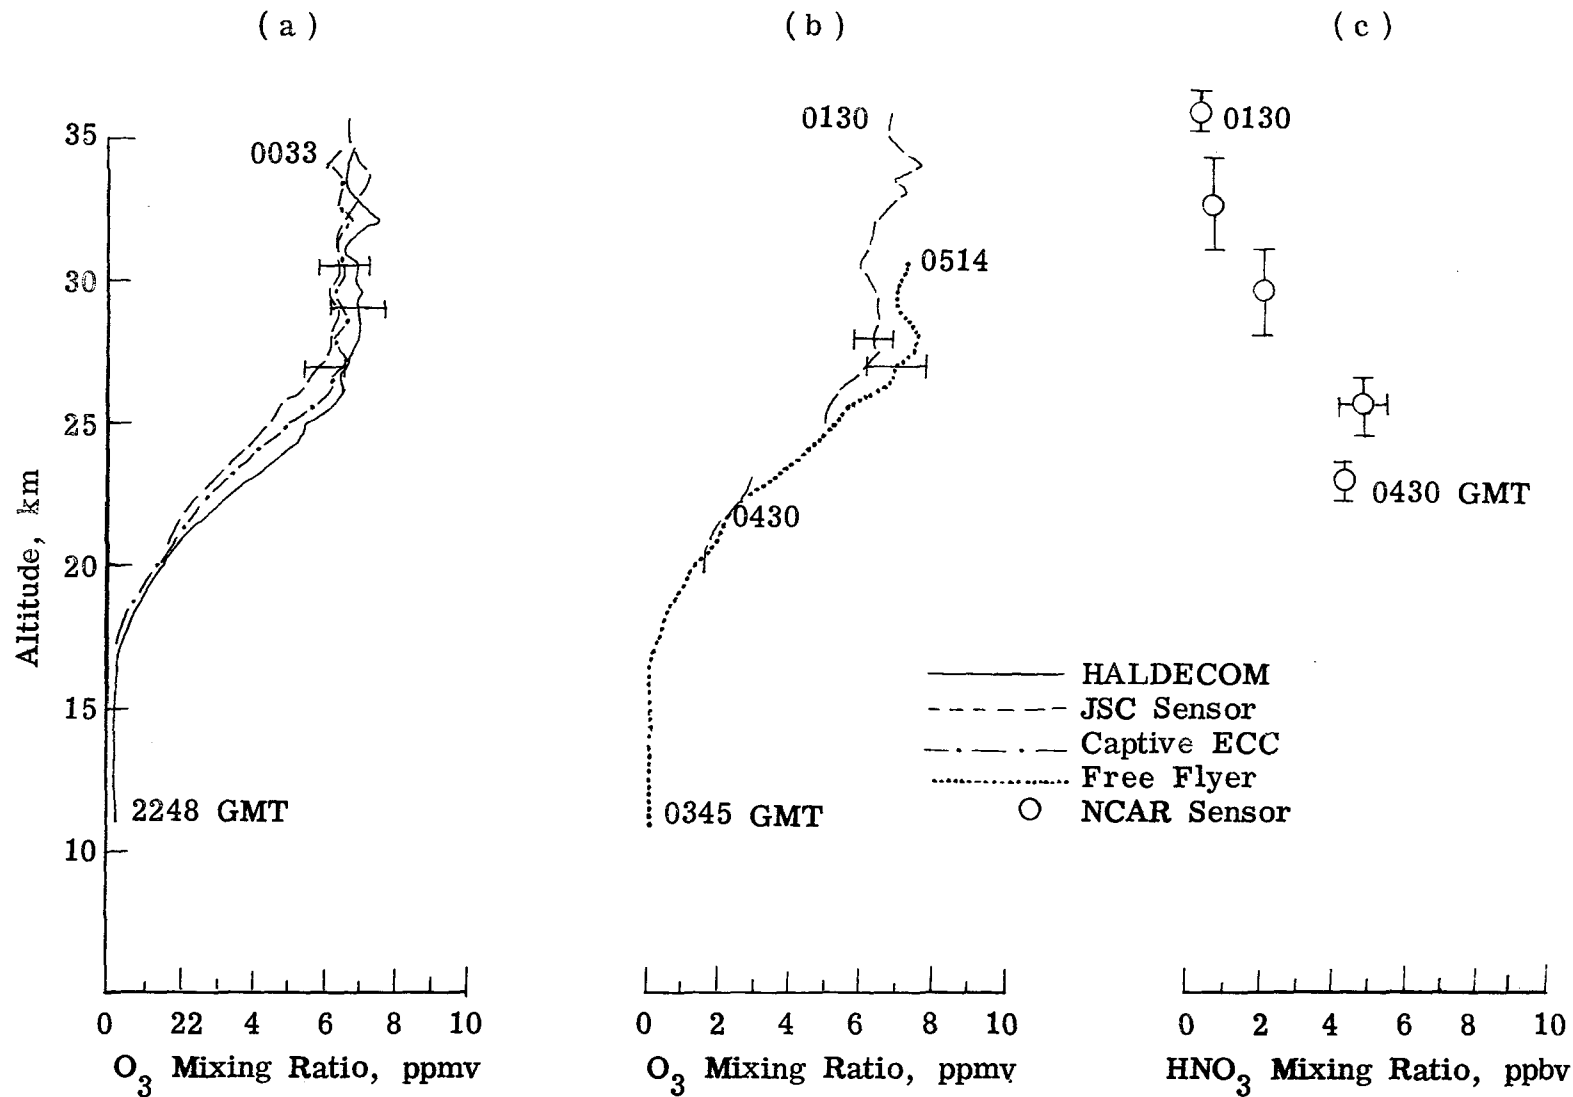 (a)
(b)
(c)
35
30
25
20
15
10
Altitude, km
0033
2248 GMT
0 22 4 6 8 10
O3 Mixing Ratio, ppmv
0130
0514
0430
0345 GMT
0 2 4 6 8 10
O3 Mixing Ratio, ppmv
0130
0430 GMT
HALDECOM
JSC Sensor
Captive ECC
Free Flyer
NCAR Sensor
0 2 4 6 8 10
HNO3 Mixing Ratio, ppbv